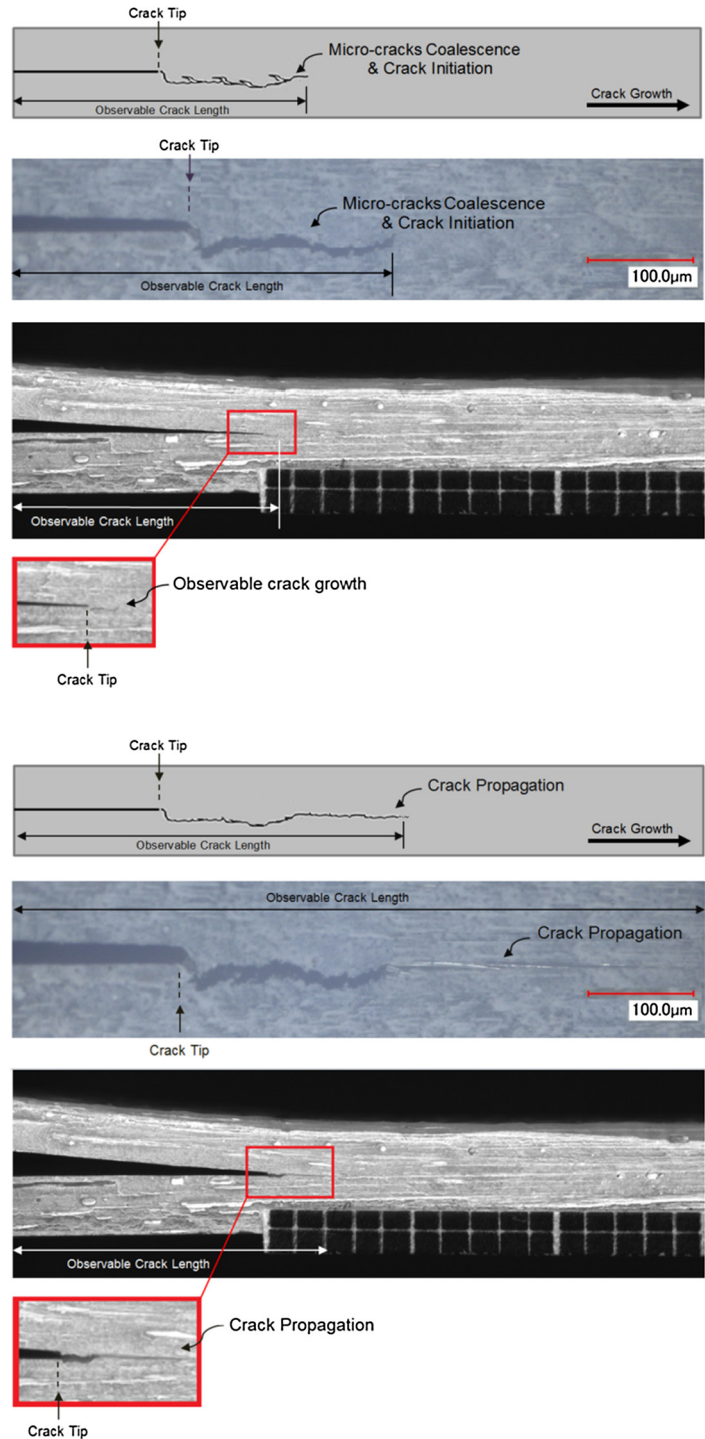 Crack Tip
Micro-cracks Coalescence
& Crack Initiation
Crack Growth
Observable Crack Length
Crack Tip
Micro-cracks Coalescence
& Crack Initiation
Observable Crack Length
100.0μm
Observable Crack Length
Observable crack growth
Crack Tip
Crack Tip
Crack Propagation
Crack Growth
Observable Crack Length
Observable Crack Length
Crack Propagation
100.0μm
Crack Tip
Observable Crack Length
Crack Propagation
Crack Tip